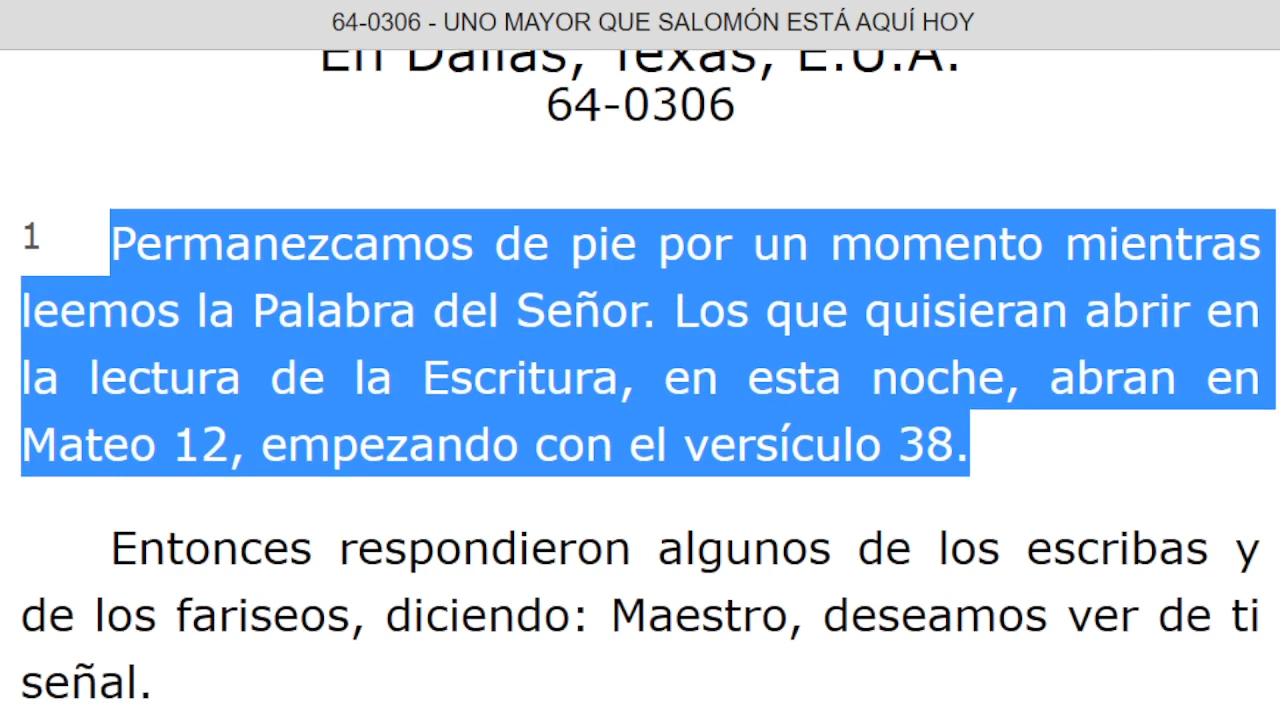 64-0306 - UNO MAYOR QUE SALOMÓN ESTÁ AQUÍ HOY
En Dallas, Texas, E.U.A.
64-0306
1 Permanezcamos de pie por un momento mientras
leemos la Palabra del Señor. Los que quisieran abrir en
la lectura de la Escritura, en esta noche, abran en
Mateo 12, empezando con el versículo 38.
Entonces respondieron algunos de los escribas y
de los fariseos, diciendo: Maestro, deseamos ver de ti
señal.